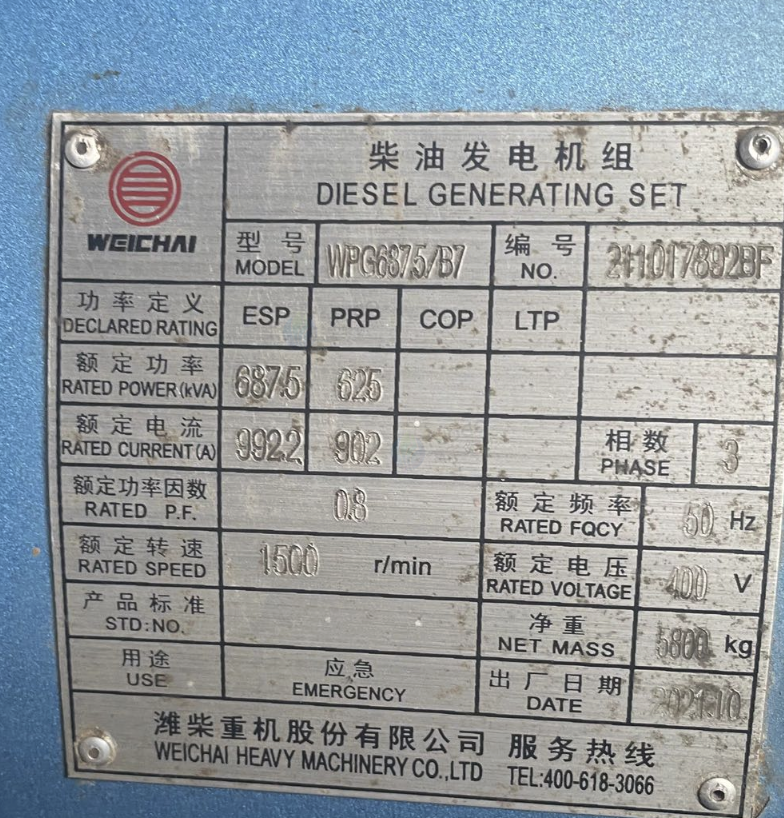 柴油发电机组
DIESEL GENERATING SET
WEICHAI
型号 MODEL WPG687.5/B7 编号 NO. 211017892BF
功率定义 DECLARED RATING ESP PRP COP LTP
额定功率 RATED POWER(kVA) 687.5 625
额定电流 RATED CURRENT(A) 992.2 902 相数 PHASE 3
额定功率因数 RATED P.F. 0.8 额定频率 RATED FQCY 50 Hz
额定转速 RATED SPEED 1500 r/min 额定电压 RATED VOLTAGE 400 V
产品标准 STD:NO. 净重 NET MASS 5800 kg
用途 USE 应急 EMERGENCY 出厂日期 DATE 2021.10
潍柴重机股份有限公司 服务热线
WEICHAI HEAVY MACHINERY CO.,LTD TEL:400-618-3066